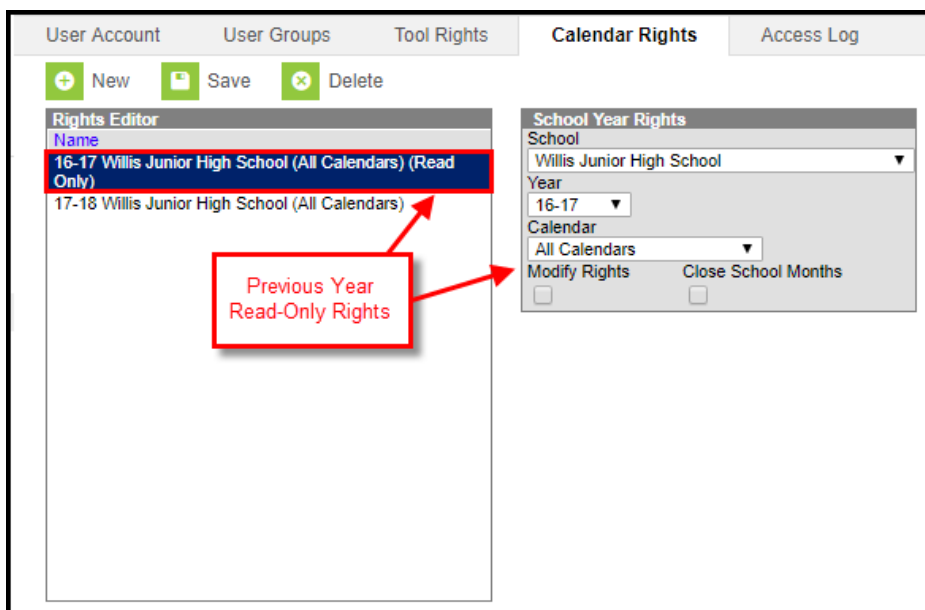 User Account User Groups Tool Rights Calendar Rights Access Log
New Save Delete
Rights Editor
Name
16-17 Willis Junior High School (All Calendars) (Read
Only)
17-18 Willis Junior High School (All Calendars)
Previous Year
Read-Only Rights
School Year Rights
School
Willis Junior High School
Year
16-17
Calendar
All Calendars
Modify Rights Close School Months